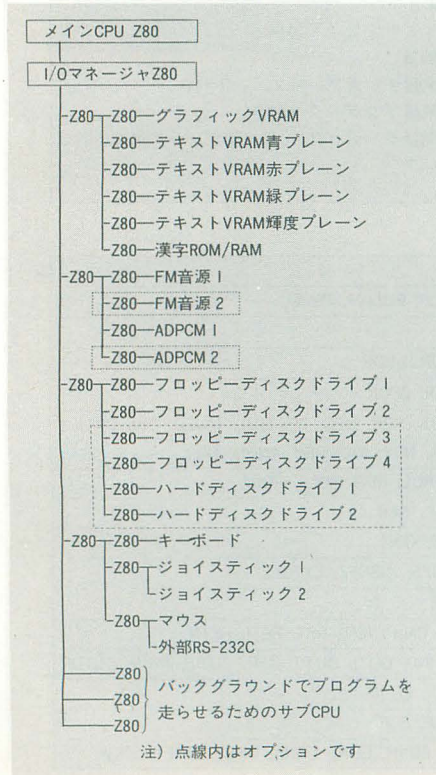 メインCPU Z80
I/OマネージャZ80
Z80 Z80 グラフィックVRAM
Z80 テキストVRAM青プレーン
Z80 テキストVRAM赤プレーン
Z80 テキストVRAM緑プレーン
Z80 テキストVRAM輝度プレーン
Z80 漢字ROM/RAM
Z80 Z80 FM音源1
Z80 FM音源2
Z80 ADPCM1
Z80 ADPCM2
Z80 Z80 フロッピーディスクドライブ1
Z80 フロッピーディスクドライブ2
Z80 フロッピーディスクドライブ3
Z80 フロッピーディスクドライブ4
Z80 ハードディスクドライブ1
Z80 ハードディスクドライブ2
Z80 Z80 キーボード
Z80 ジョイスティック1
ジョイスティック2
Z80 マウス
外部RS-232C
Z80
Z80 バックグラウンドでプログラムを
Z80 走らせるためのサブCPU
注) 点線内はオプションです